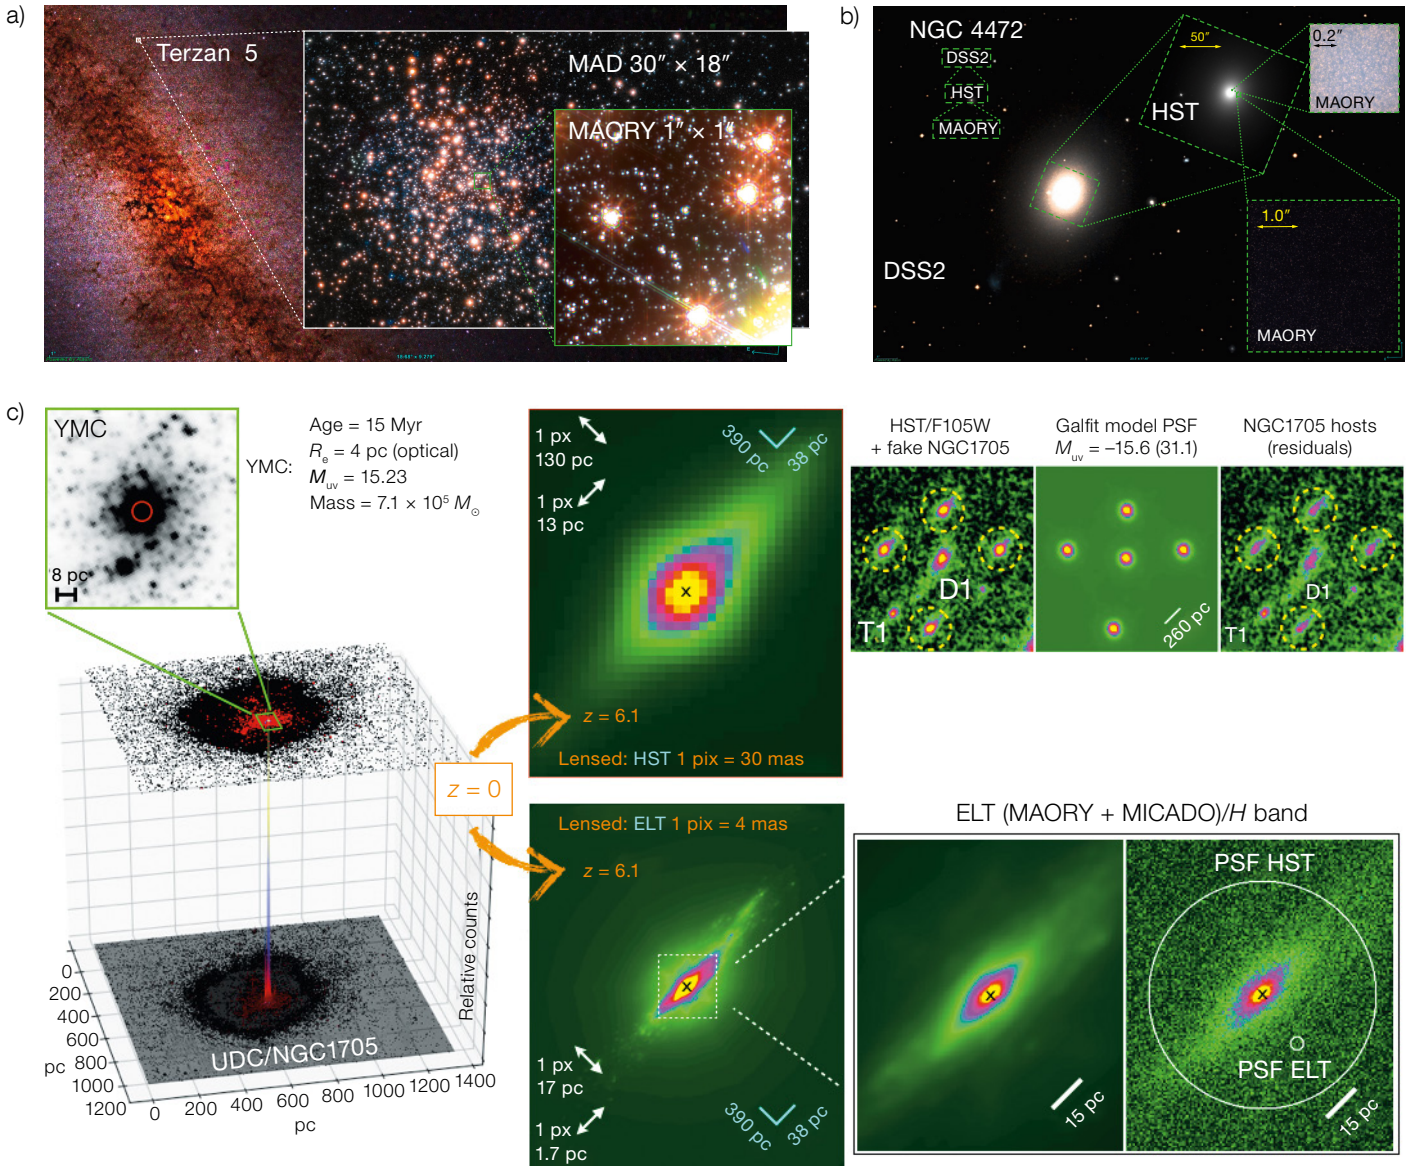 a)
Terzan 5
MAD 30″ × 18″
MAORY 1″ × 1″
b)
NGC 4472
DSS2
HST
MAORY
50″
HST
0.2″
MAORY
DSS2
1.0″
MAORY
c)
YMC
8 pc
YMC:
Age = 15 Myr
Re = 4 pc (optical)
Muv = 15.23
Mass = 7.1 × 10⁵ M⊙
1 px
130 pc
1 px
13 pc
390 pc
38 pc
z = 6.1
Lensed: HST 1 pix = 30 mas
HST/F105W
+ fake NGC1705
D1
T1
Galfit model PSF
Muv = –15.6 (31.1)
260 pc
NGC1705 hosts
(residuals)
D1
T1
z = 0
Relative counts
UDC/NGC1705
0
200
400
600
800
1000
1200
pc
0
200
400
600
800
1000
1200
1400
pc
Lensed: ELT 1 pix = 4 mas
z = 6.1
1 px
17 pc
1 px
1.7 pc
390 pc
38 pc
ELT (MAORY + MICADO)/H band
15 pc
PSF HST
PSF ELT
15 pc